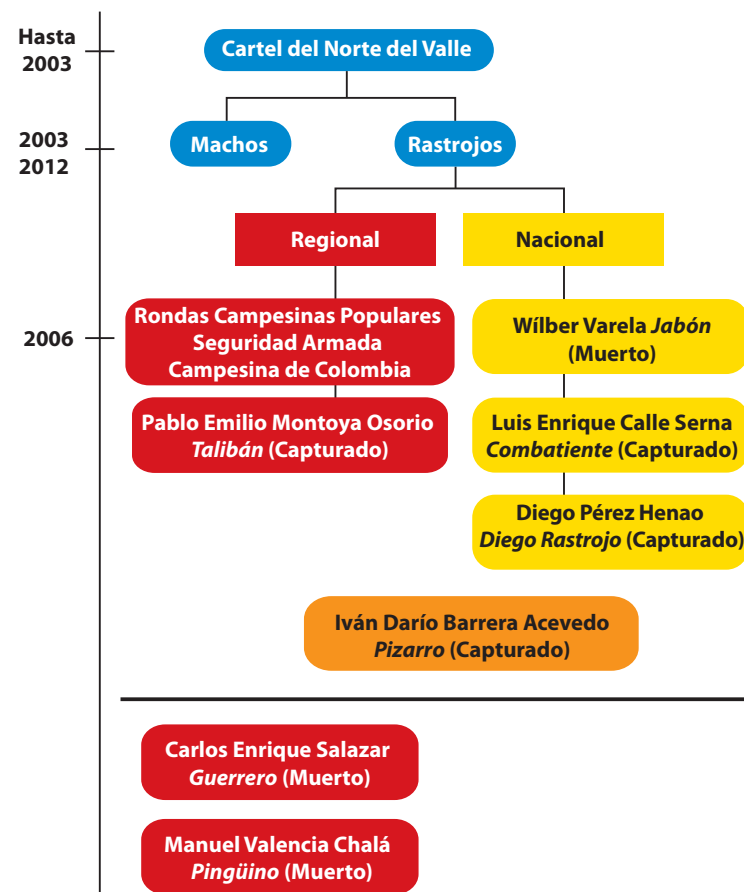 Hasta
2003
Cartel del Norte del Valle
2003
2012
Machos
Rastrojos
Regional
Nacional
2006
Rondas Campesinas Populares
Seguridad Armada
Campesina de Colombia
Wílber Varela Jabón
(Muerto)
Pablo Emilio Montoya Osorio
Talibán (Capturado)
Luis Enrique Calle Serna
Combatiente (Capturado)
Diego Pérez Henao
Diego Rastrojo (Capturado)
Iván Darío Barrera Acevedo
Pizarro (Capturado)
Carlos Enrique Salazar
Guerrero (Muerto)
Manuel Valencia Chalá
Pingüino (Muerto)